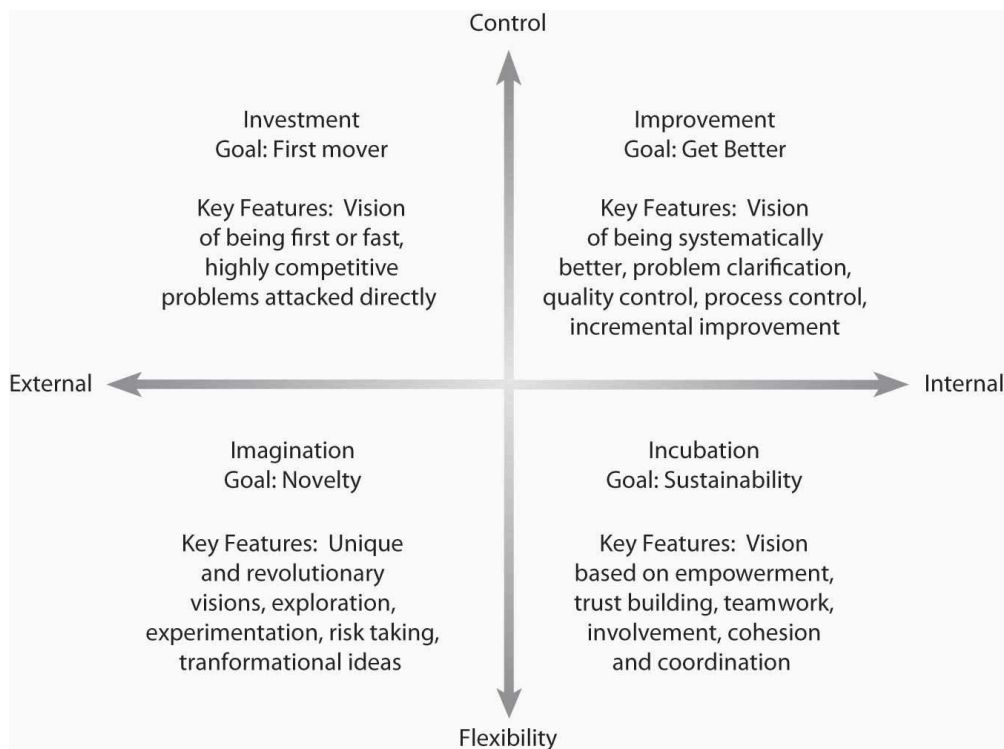 Control
Investment
Goal: First mover
Key Features:  Vision
of being first or fast,
highly competitive
problems attacked directly
Improvement
Goal: Get Better
Key Features:  Vision
of being systematically
better, problem clarification,
quality control, process control,
incremental improvement
External
Internal
Imagination
Goal: Novelty
Key Features:  Unique
and revolutionary
visions, exploration,
experimentation, risk taking,
tranformational ideas
Incubation
Goal: Sustainability
Key Features:  Vision
based on empowerment,
trust building, teamwork,
involvement, cohesion
and coordination
Flexibility